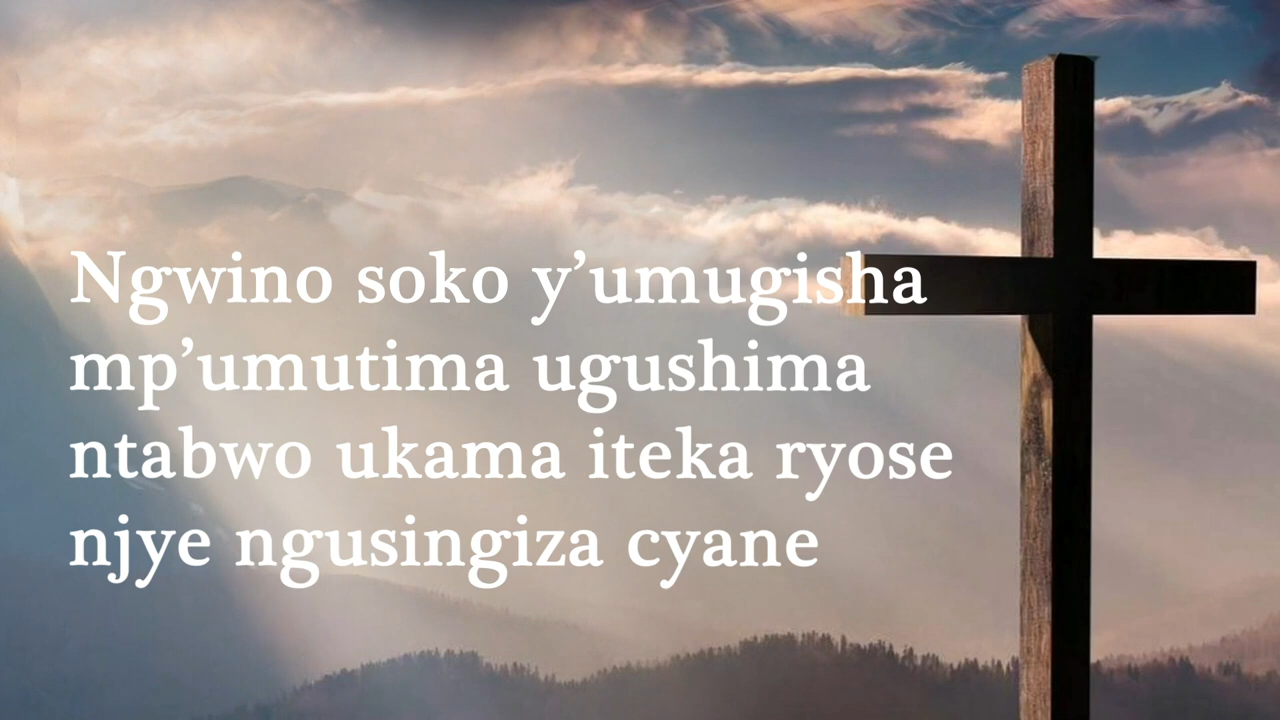 Ngwino soko y’umugisha
mp’umutima ugushima
ntabwo ukama iteka ryose
njye ngusingiza cyane